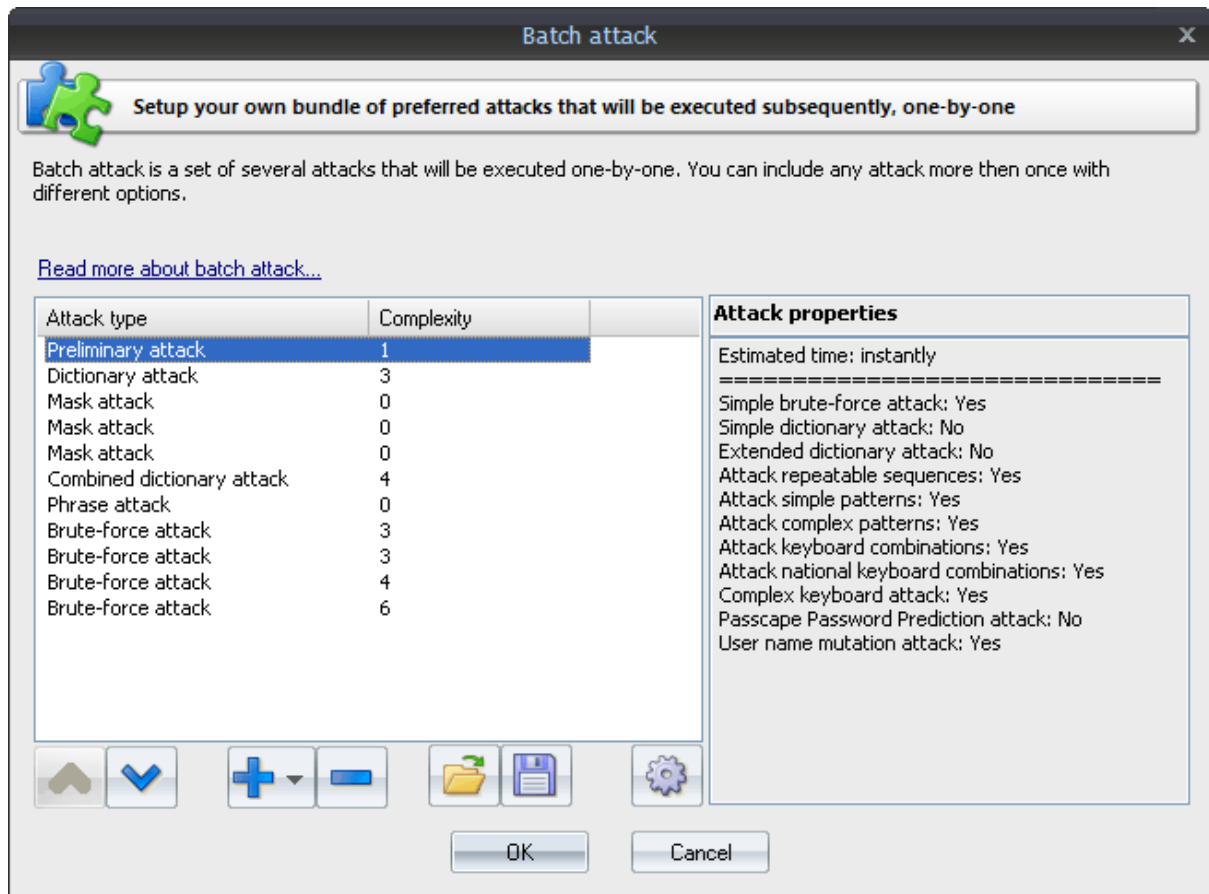 Batch attack
x
Setup your own bundle of preferred attacks that will be executed subsequently, one-by-one
Batch attack is a set of several attacks that will be executed one-by-one. You can include any attack more then once with
different options.
Read more about batch attack...
Attack type Complexity
Preliminary attack 1
Dictionary attack 3
Mask attack 0
Mask attack 0
Mask attack 0
Combined dictionary attack 4
Phrase attack 0
Brute-force attack 3
Brute-force attack 3
Brute-force attack 4
Brute-force attack 6
Attack properties
Estimated time: instantly
==============================
Simple brute-force attack: Yes
Simple dictionary attack: No
Extended dictionary attack: No
Attack repeatable sequences: Yes
Attack simple patterns: Yes
Attack complex patterns: Yes
Attack keyboard combinations: Yes
Attack national keyboard combinations: Yes
Complex keyboard attack: Yes
Passcape Password Prediction attack: No
User name mutation attack: Yes
OK Cancel